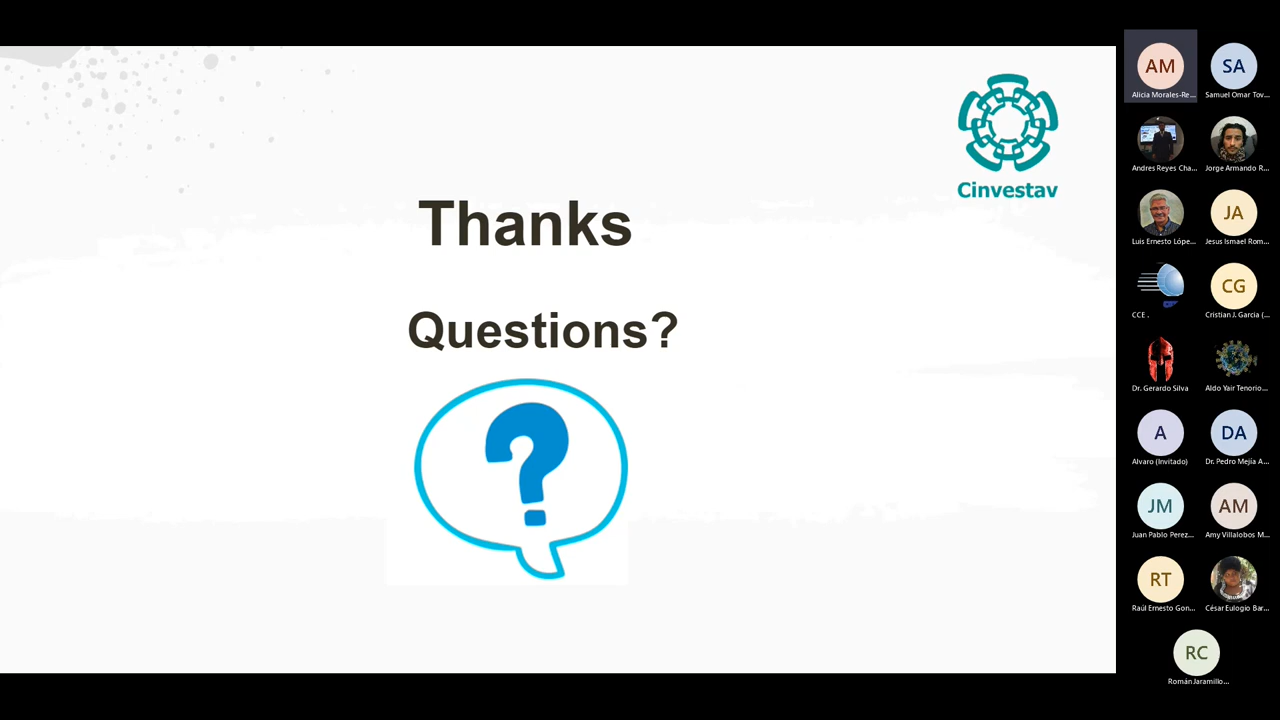 Cinvestav
Thanks
Questions?
?
AM
SA
Alicia Morales-Re...
Samuel Omar Tov...
Andres Reyes Cha...
Jorge Armando R...
JA
Luis Ernesto Lópe...
Jesus Ismael Rom...
CG
CCE .
Cristian J. Garcia (...
Dr. Gerardo Silva
Aldo Yair Tenorio...
A
DA
Alvaro (Invitado)
Dr. Pedro Mejía A...
JM
AM
Juan Pablo Perez...
Amy Villalobos M...
RT
Raúl Ernesto Gon...
César Eulogio Bar...
RC
Román Jaramillo...